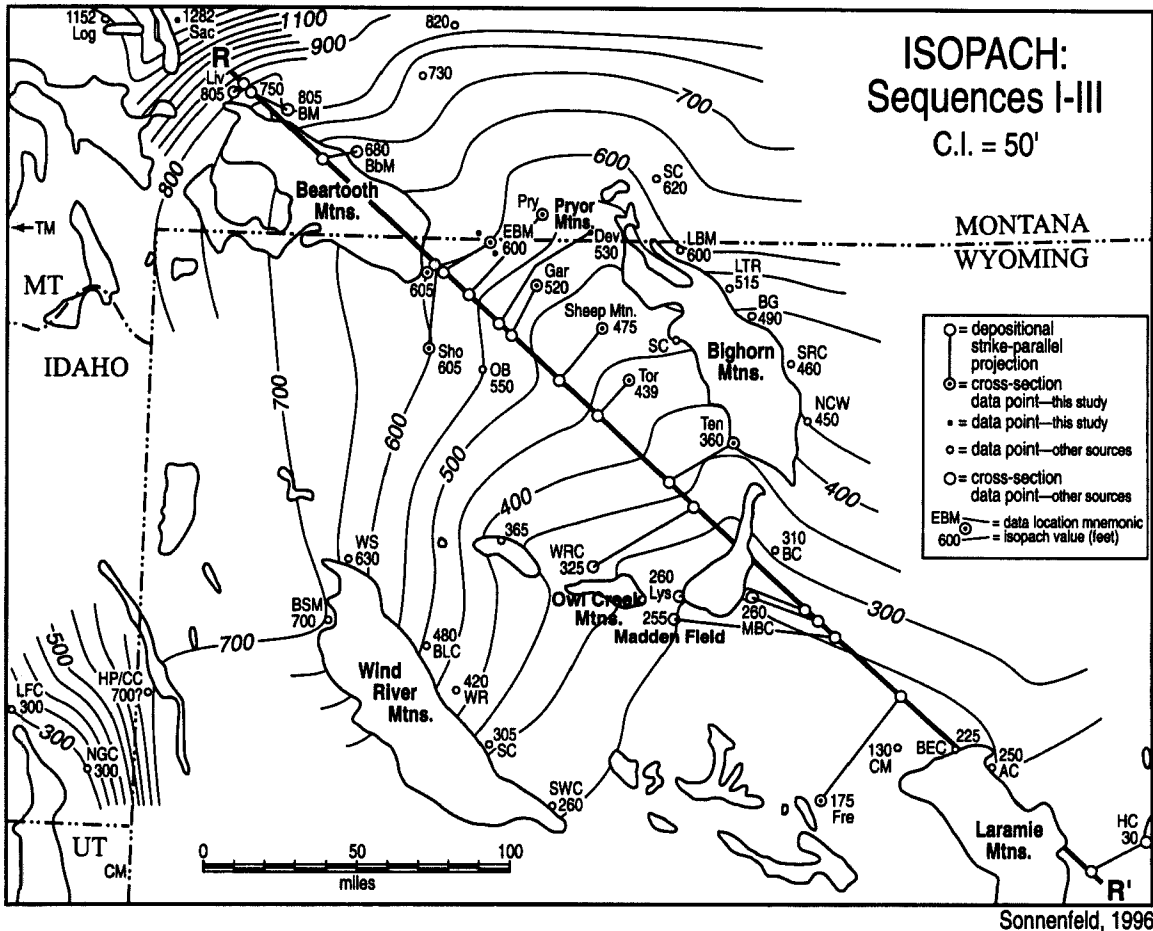 ISOPACH:
Sequences I-III
C.I. = 50'
1152
Log
1282
Sac
1100
900
820
730
R
Liv
805
750
805
BM
680
BbM
700
600
800
Beartooth
Mtns.
SC
620
Pry
Pryor
Mtns.
EBM
600
Dev.
530
LBM
600
MONTANA
WYOMING
TM
MT
IDAHO
605
Gar
520
LTR
515
BG
490
Sheep Mtn.
475
SC
Bighorn
Mtns.
SRC
460
Sho
605
OB
550
Tor
439
NCW
450
Ten
360
700
600
500
400
400
365
WS
630
WRC
325
310
BC
BSM
700
Owl Creek
Mtns.
260
Lys
255
Madden Field
260
MBC
300
700
480
BLC
420
WR
Wind
River
Mtns.
305
SC
SWC
260
500
HP/CC
700?
LFC
300
300
NGC
300
UT
CM
130
CM
BEC
225
250
AC
175
Fre
Laramie
Mtns.
HC
30
R'
0 50 100
miles
= depositional
strike-parallel
projection
= cross-section
data point—this study
= data point—this study
= data point—other sources
= cross-section
data point—other sources
EBM = data location mnemonic
600 = isopach value (feet)
Sonnenfeld, 1996